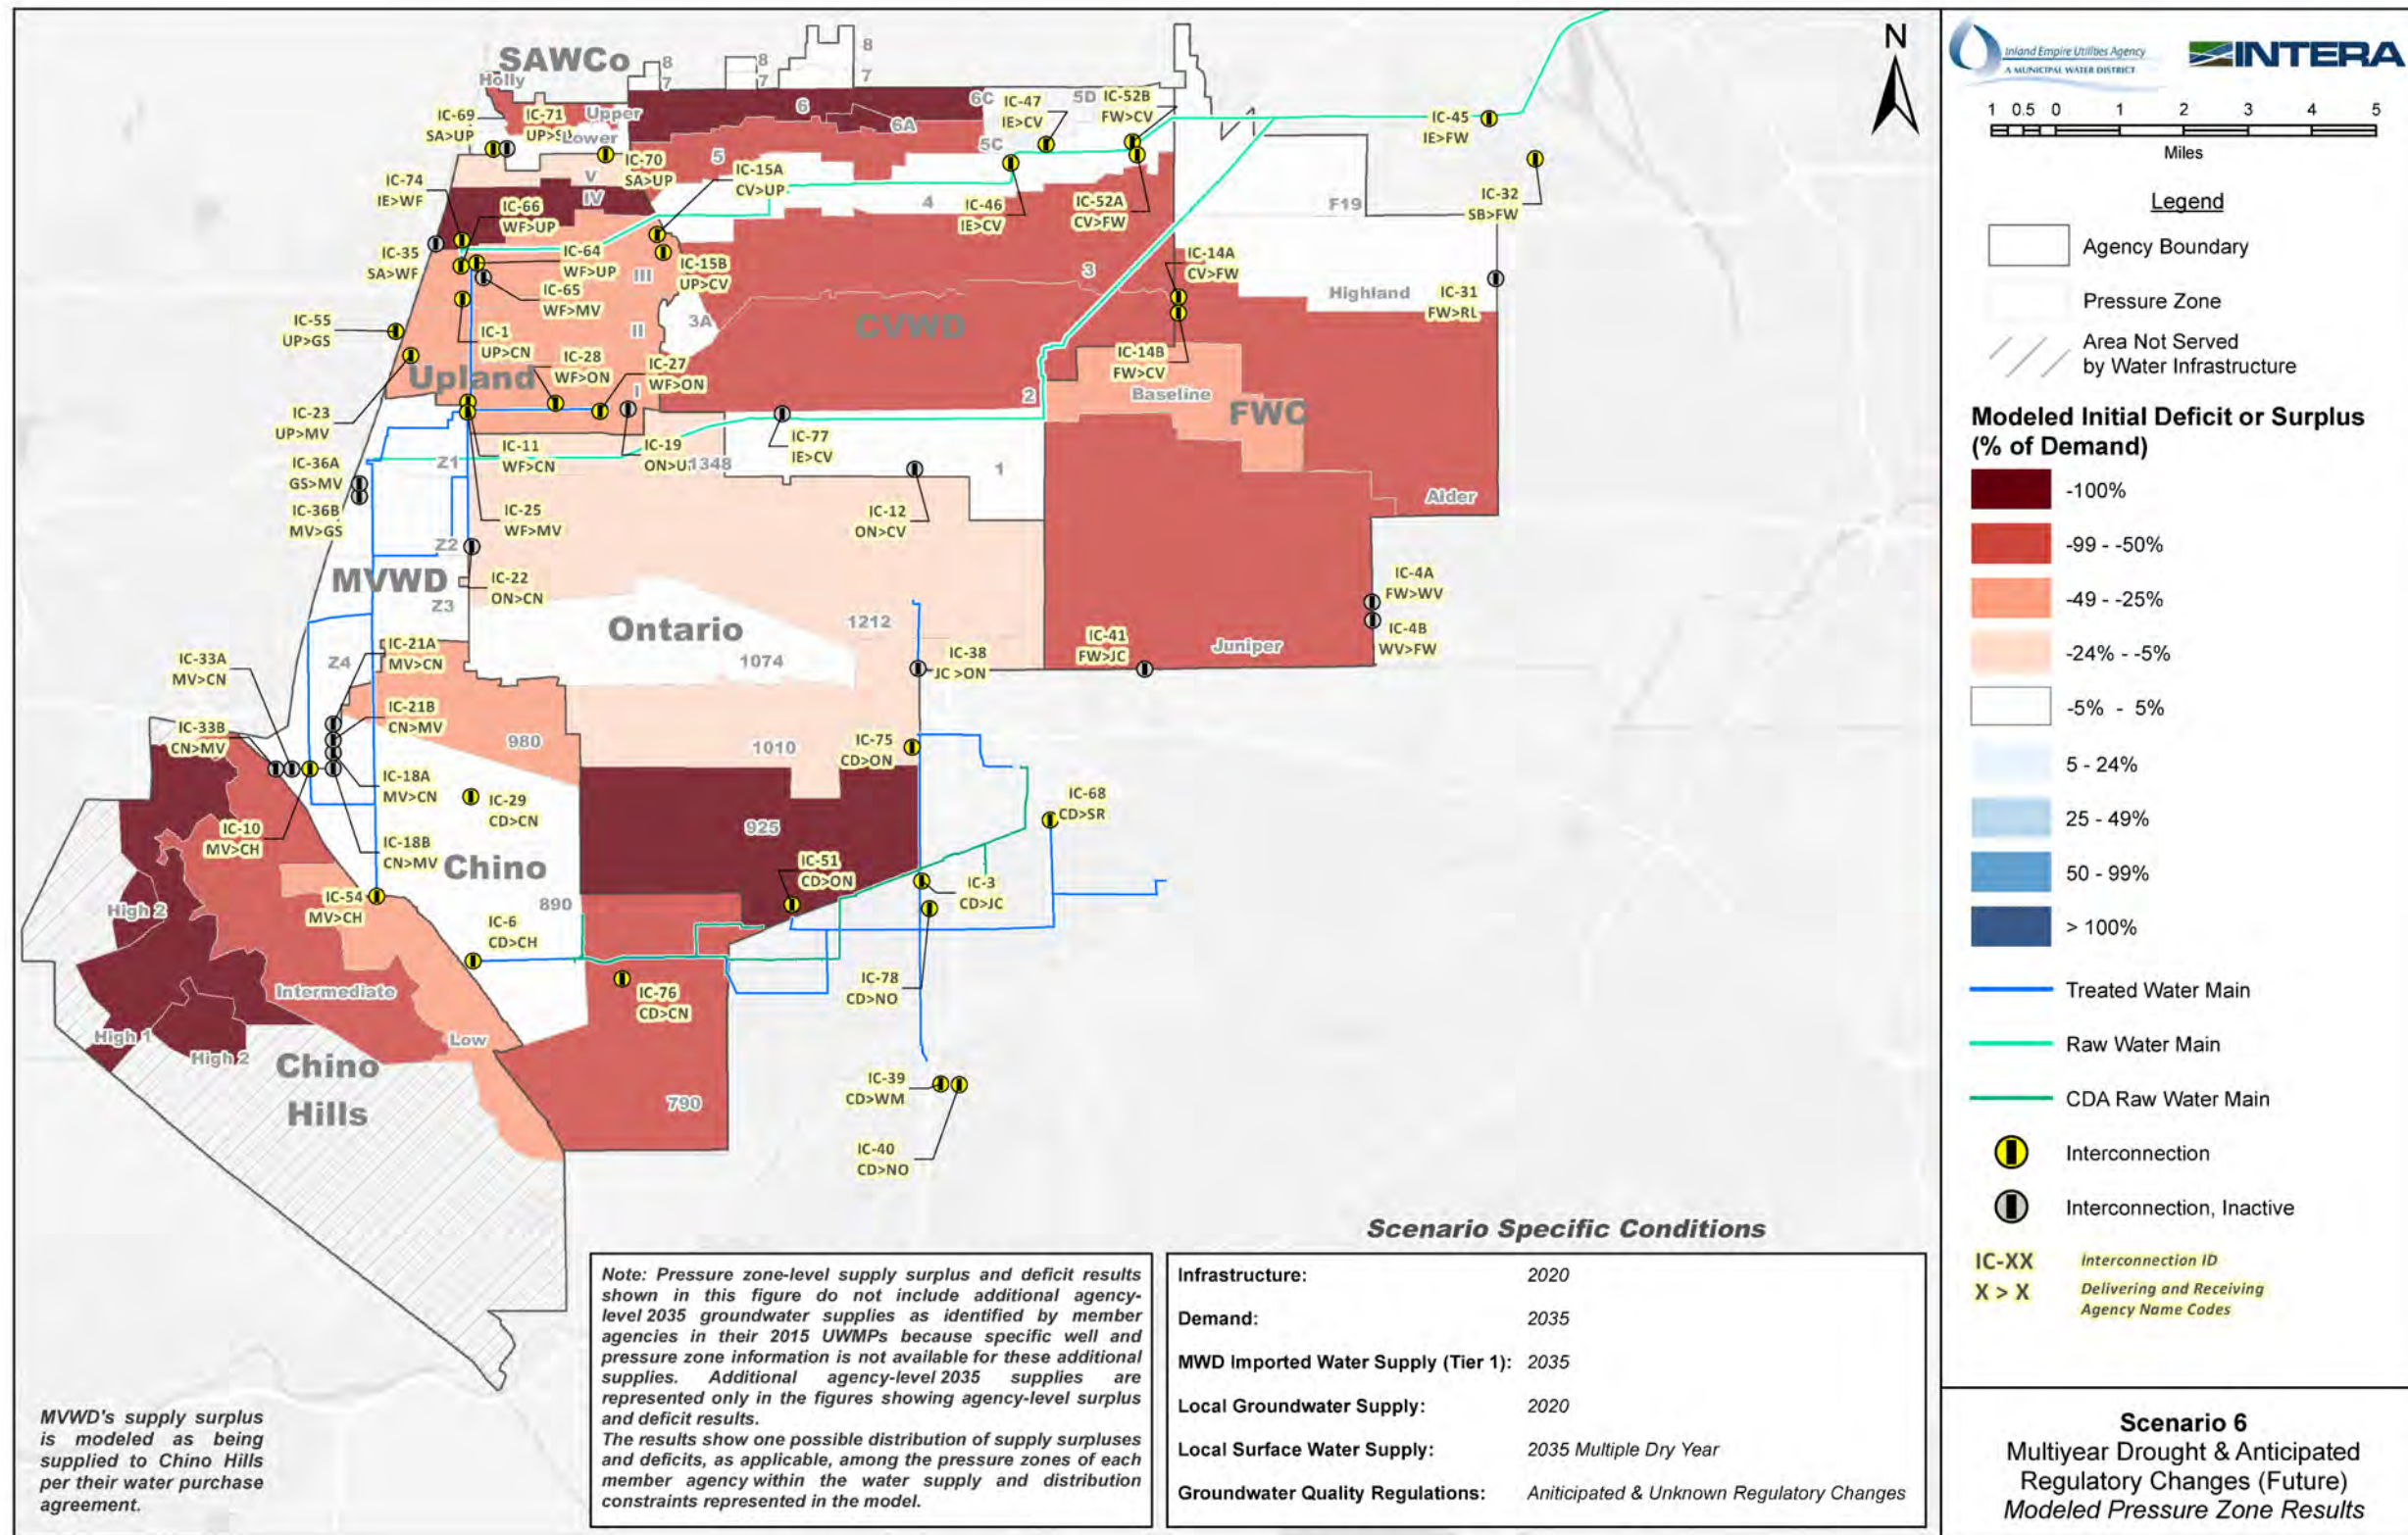 SAWCo
Holly
8
7
8
7
8
7
Upper
Lower
6
6A
6C
5D
5C
5
4
IC-69
SA>UP
IC-71
IC-47
IE>CV
IC-52B
FW>CV
IC-45
IE>FW
N
IC-70
SA>UP
IC-15A
CV>UP
V
IV
IC-74
IE>WF
IC-66
WF>UP
IC-46
IE>CV
IC-52A
CV>FW
F19
IC-32
SB>FW
IC-35
SA>WF
IC-64
WF>UP
IC-65
WF>MV
III
IC-15B
UP>CV
3
IC-14A
CV>FW
Highland
IC-31
FW>RL
IC-55
UP>GS
IC-1
UP>CN
II
3A
CVWD
IC-28
WF>ON
IC-27
WF>ON
IC-14B
FW>CV
Upland
I
2
Baseline
FWC
IC-23
UP>MV
IC-11
WF>CN
IC-19
1348
IC-77
IE>CV
1
Z1
IC-36A
GS>MV
IC-36B
MV>GS
IC-25
WF>MV
IC-12
ON>CV
Alder
Z2
MVWD
IC-22
ON>CN
Z3
Ontario
1212
IC-4A
FW>WV
IC-4B
WV>FW
IC-21A
MV>CN
Z4
1074
IC-38
JC >ON
IC-41
FW>JC
Juniper
IC-33A
MV>CN
IC-21B
CN>MV
IC-33B
CN>MV
980
1010
IC-75
CD>ON
IC-18A
MV>CN
IC-29
CD>CN
IC-68
CD>SR
IC-10
MV>CH
925
IC-18B
CN>MV
Chino
IC-51
CD>ON
IC-3
CD>JC
IC-54
MV>CH
890
High 2
IC-6
CD>CH
IC-78
CD>NO
Intermediate
IC-76
CD>CN
High 1
High 2
Low
Chino
Hills
790
IC-39
CD>WM
IC-40
CD>NO
MVWD's supply surplus
is modeled as being
supplied to Chino Hills
per their water purchase
agreement.
Note: Pressure zone-level supply surplus and deficit results
shown in this figure do not include additional agency-
level 2035 groundwater supplies as identified by member
agencies in their 2015 UWMPs because specific well and
pressure zone information is not available for these additional
supplies. Additional agency-level 2035 supplies are
represented only in the figures showing agency-level surplus
and deficit results.
The results show one possible distribution of supply surpluses
and deficits, as applicable, among the pressure zones of each
member agency within the water supply and distribution
constraints represented in the model.
Scenario Specific Conditions
Infrastructure: 2020
Demand: 2035
MWD Imported Water Supply (Tier 1): 2035
Local Groundwater Supply: 2020
Local Surface Water Supply: 2035 Multiple Dry Year
Groundwater Quality Regulations: Aniticipated & Unknown Regulatory Changes
Inland Empire Utilities Agency
A MUNICIPAL WATER DISTRICT
INTERA
1 0.5 0 1 2 3 4 5
Miles
Legend
Agency Boundary
Pressure Zone
Area Not Served
by Water Infrastructure
Modeled Initial Deficit or Surplus
(% of Demand)
-100%
-99 - -50%
-49 - -25%
-24% - -5%
-5% - 5%
5 - 24%
25 - 49%
50 - 99%
> 100%
Treated Water Main
Raw Water Main
CDA Raw Water Main
Interconnection
Interconnection, Inactive
IC-XX Interconnection ID
X > X Delivering and Receiving
Agency Name Codes
Scenario 6
Multiyear Drought & Anticipated
Regulatory Changes (Future)
Modeled Pressure Zone Results